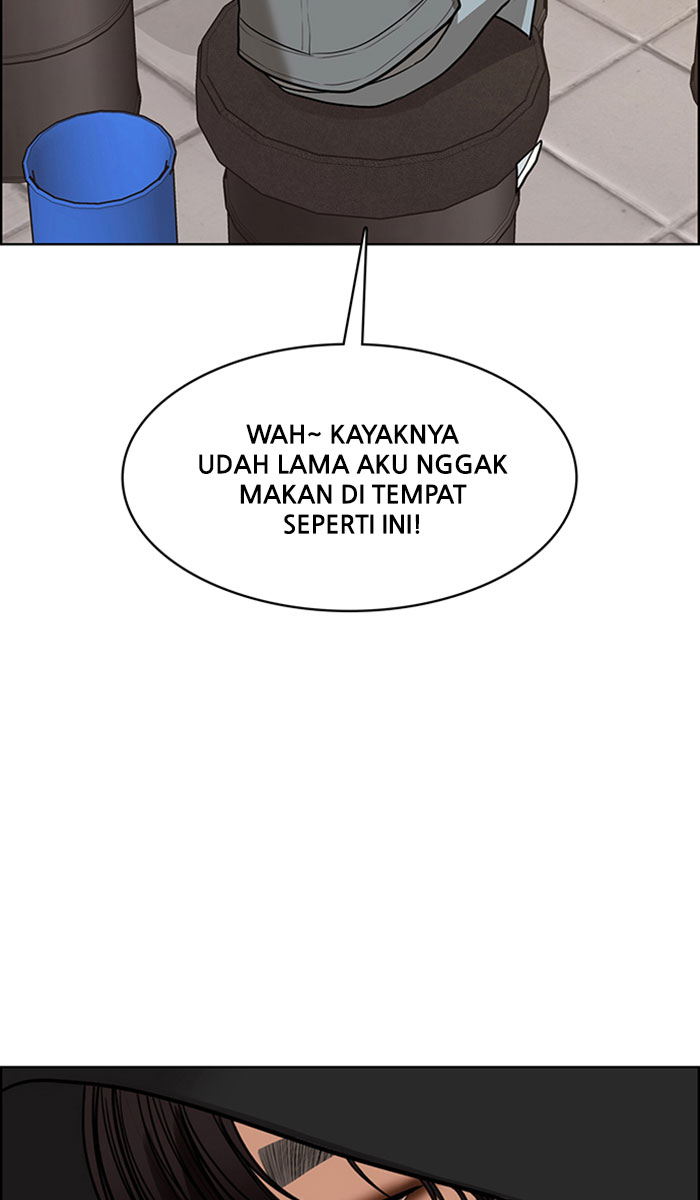 WAH~ KAYAKNYA
UDAH LAMA AKU NGGAK
MAKAN DI TEMPAT
SEPERTI INI!